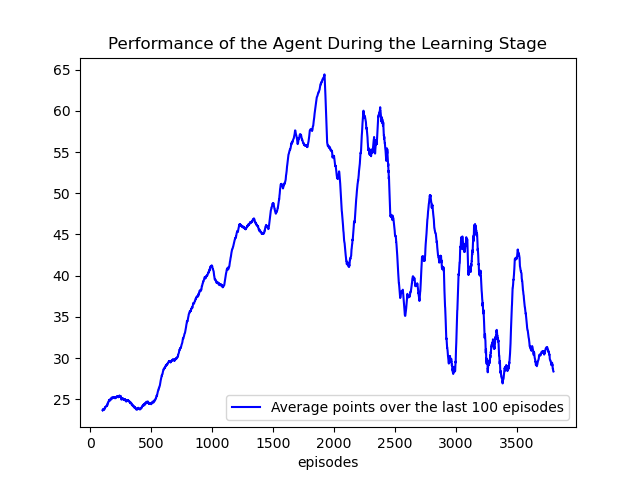 Performance of the Agent During the Learning Stage
65
60
55
50
45
40
35
30
25
Average points over the last 100 episodes
0 500 1000 1500 2000 2500 3000 3500
episodes